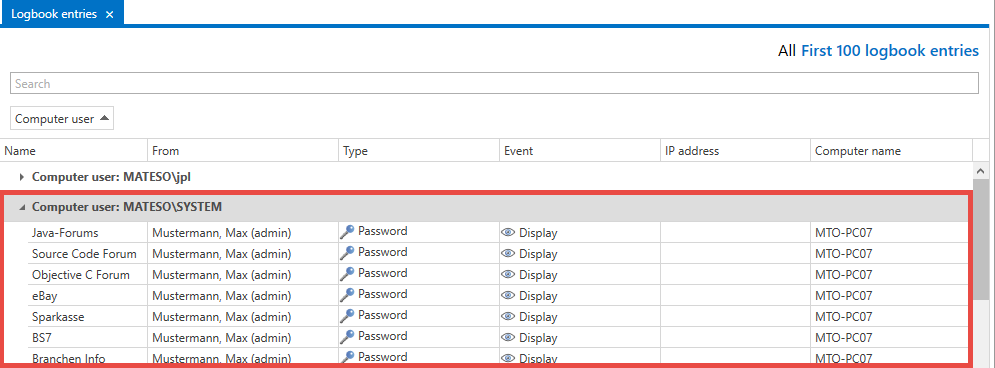 Logbook entries ×
All First 100 logbook entries
Search
Computer user
Name From Type Event IP address Computer name
Computer user: MATESO\jpl
Computer user: MATESO\SYSTEM
Java-Forums Mustermann, Max (admin) Password Display MTO-PC07
Source Code Forum Mustermann, Max (admin) Password Display MTO-PC07
Objective C Forum Mustermann, Max (admin) Password Display MTO-PC07
eBay Mustermann, Max (admin) Password Display MTO-PC07
Sparkasse Mustermann, Max (admin) Password Display MTO-PC07
BS7 Mustermann, Max (admin) Password Display MTO-PC07
Branchen Info Mustermann, Max (admin) Password Display MTO-PC07